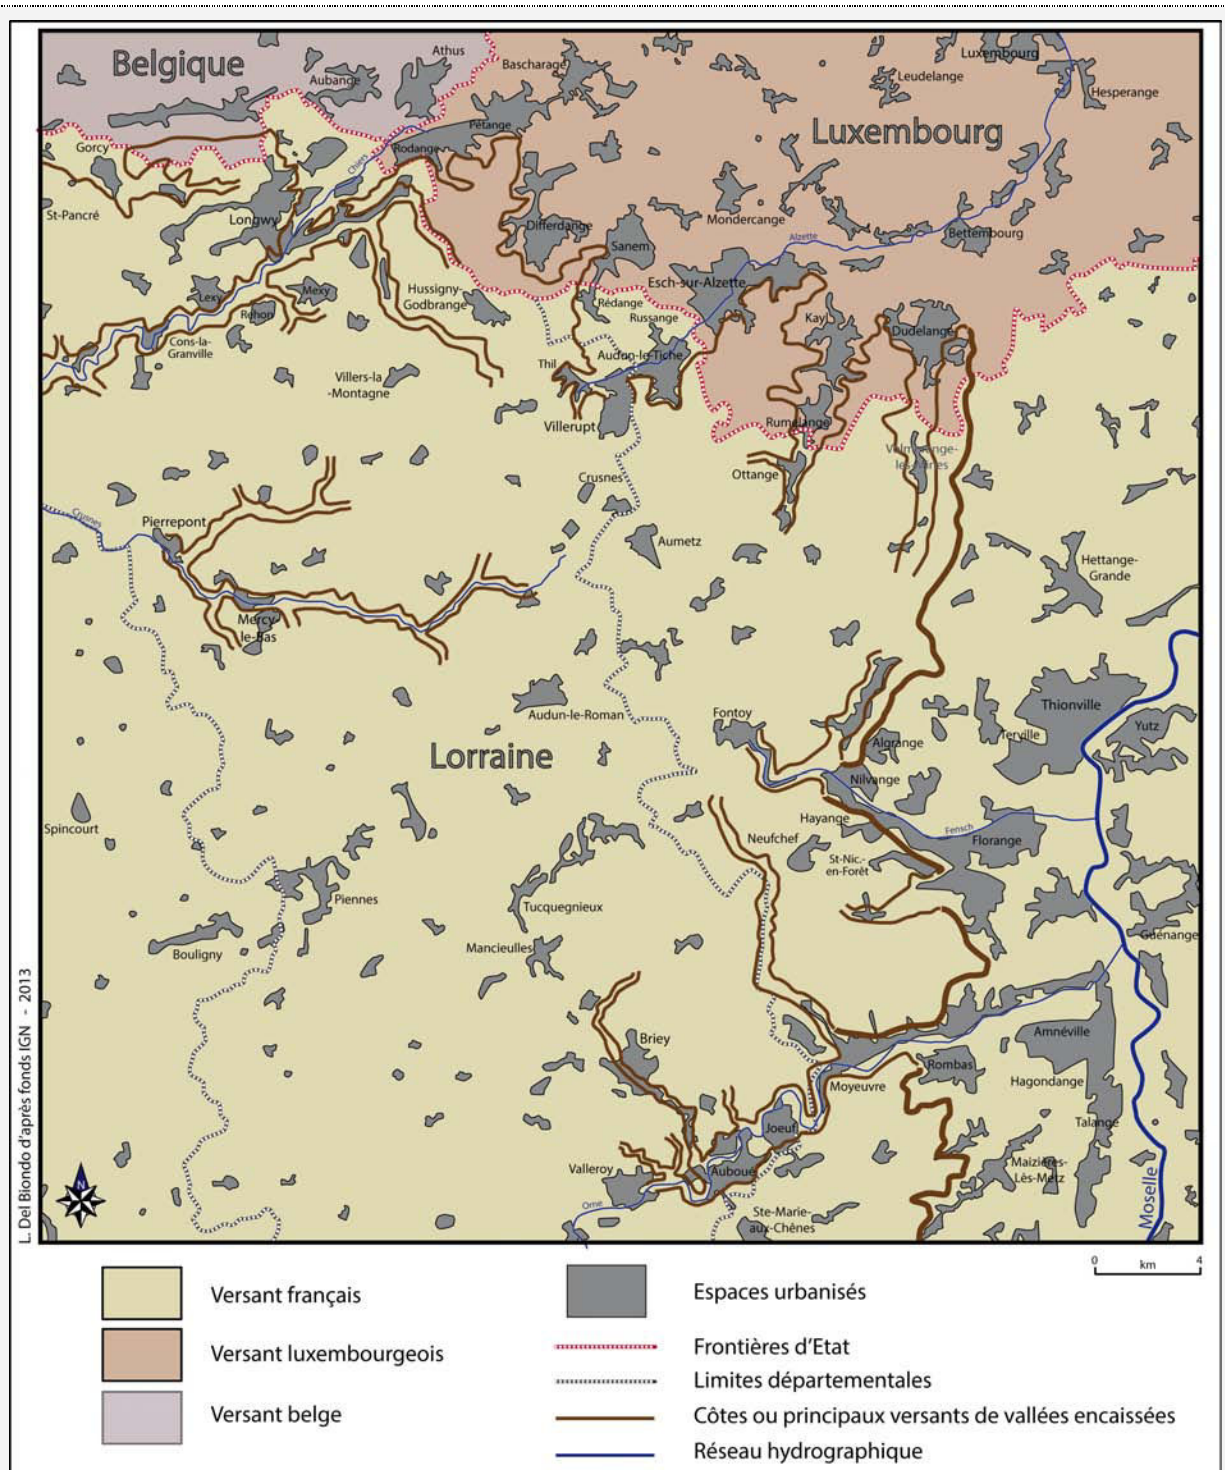 Belgique
Athus
Aubange
Bascharage
Luxembourg
Leudelange
Hesperange
Pétange
Luxembourg
Gorcy
Rodange
Chiers
St-Pancré
Longwy
Differdange
Mondercange
Sanem
Alzette
Bettembourg
Esch-sur-Alzette
Lexy
Mexy
Hussigny-
Godbrange
Rédange
Rehon
Russange
Kayl
Dudelange
Cons-la-
Granville
Thil
Audun-le-Tiche
Villers-la
-Montagne
Villerupt
Rumelange
Volmerange-
les-Mines
Ottange
Crusnes
Crusnes
Pierrepont
Aumetz
Hettange-
Grande
Mercy-
le-Bas
Audun-le-Roman
Fontoy
Thionville
Yutz
Terville
Algrange
Lorraine
Nilvange
Spincourt
Hayange
Fensch
Neufchef
Florange
St-Nic.-
en-Forêt
Piennes
Tucquegnieux
Guénange
Mancieulles
Bouligny
Briey
Amnéville
Rombas
Hagondange
Moyeuvre
Joeuf
Talange
Valleroy
Auboué
Maizières-
Lès-Metz
Orne
Ste-Marie-
aux-Chênes
Moselle
N
L. Del Biondo d'après fonds IGN - 2013
0 km 4
Versant français
Versant luxembourgeois
Versant belge
Espaces urbanisés
Frontières d'Etat
Limites départementales
Côtes ou principaux versants de vallées encaissées
Réseau hydrographique